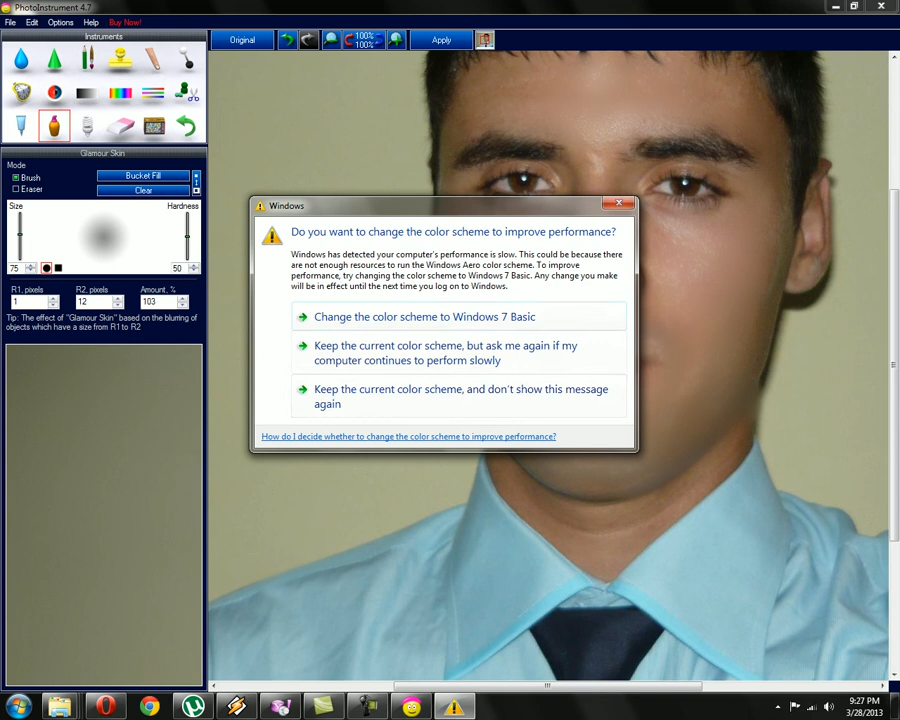 PhotoInstrument 4.7
File Edit Options Help Buy Now!
Instruments
Original
100%
100%
Apply
Glamour Skin
Mode
Brush
Eraser
Bucket Fill
Clear
Size
Hardness
75
50
R1, pixels R2, pixels Amount, %
1 12 103
Tip: The effect of "Glamour Skin" based on the blurring of
objects which have a size from R1 to R2
Windows
Do you want to change the color scheme to improve performance?
Windows has detected your computer's performance is slow. This could be because there
are not enough resources to run the Windows Aero color scheme. To improve
performance, try changing the color scheme to Windows 7 Basic. Any change you make
will be in effect until the next time you log on to Windows.
Change the color scheme to Windows 7 Basic
Keep the current color scheme, but ask me again if my
computer continues to perform slowly
Keep the current color scheme, and don't show this message
again
How do I decide whether to change the color scheme to improve performance?
9:27 PM
3/28/2013